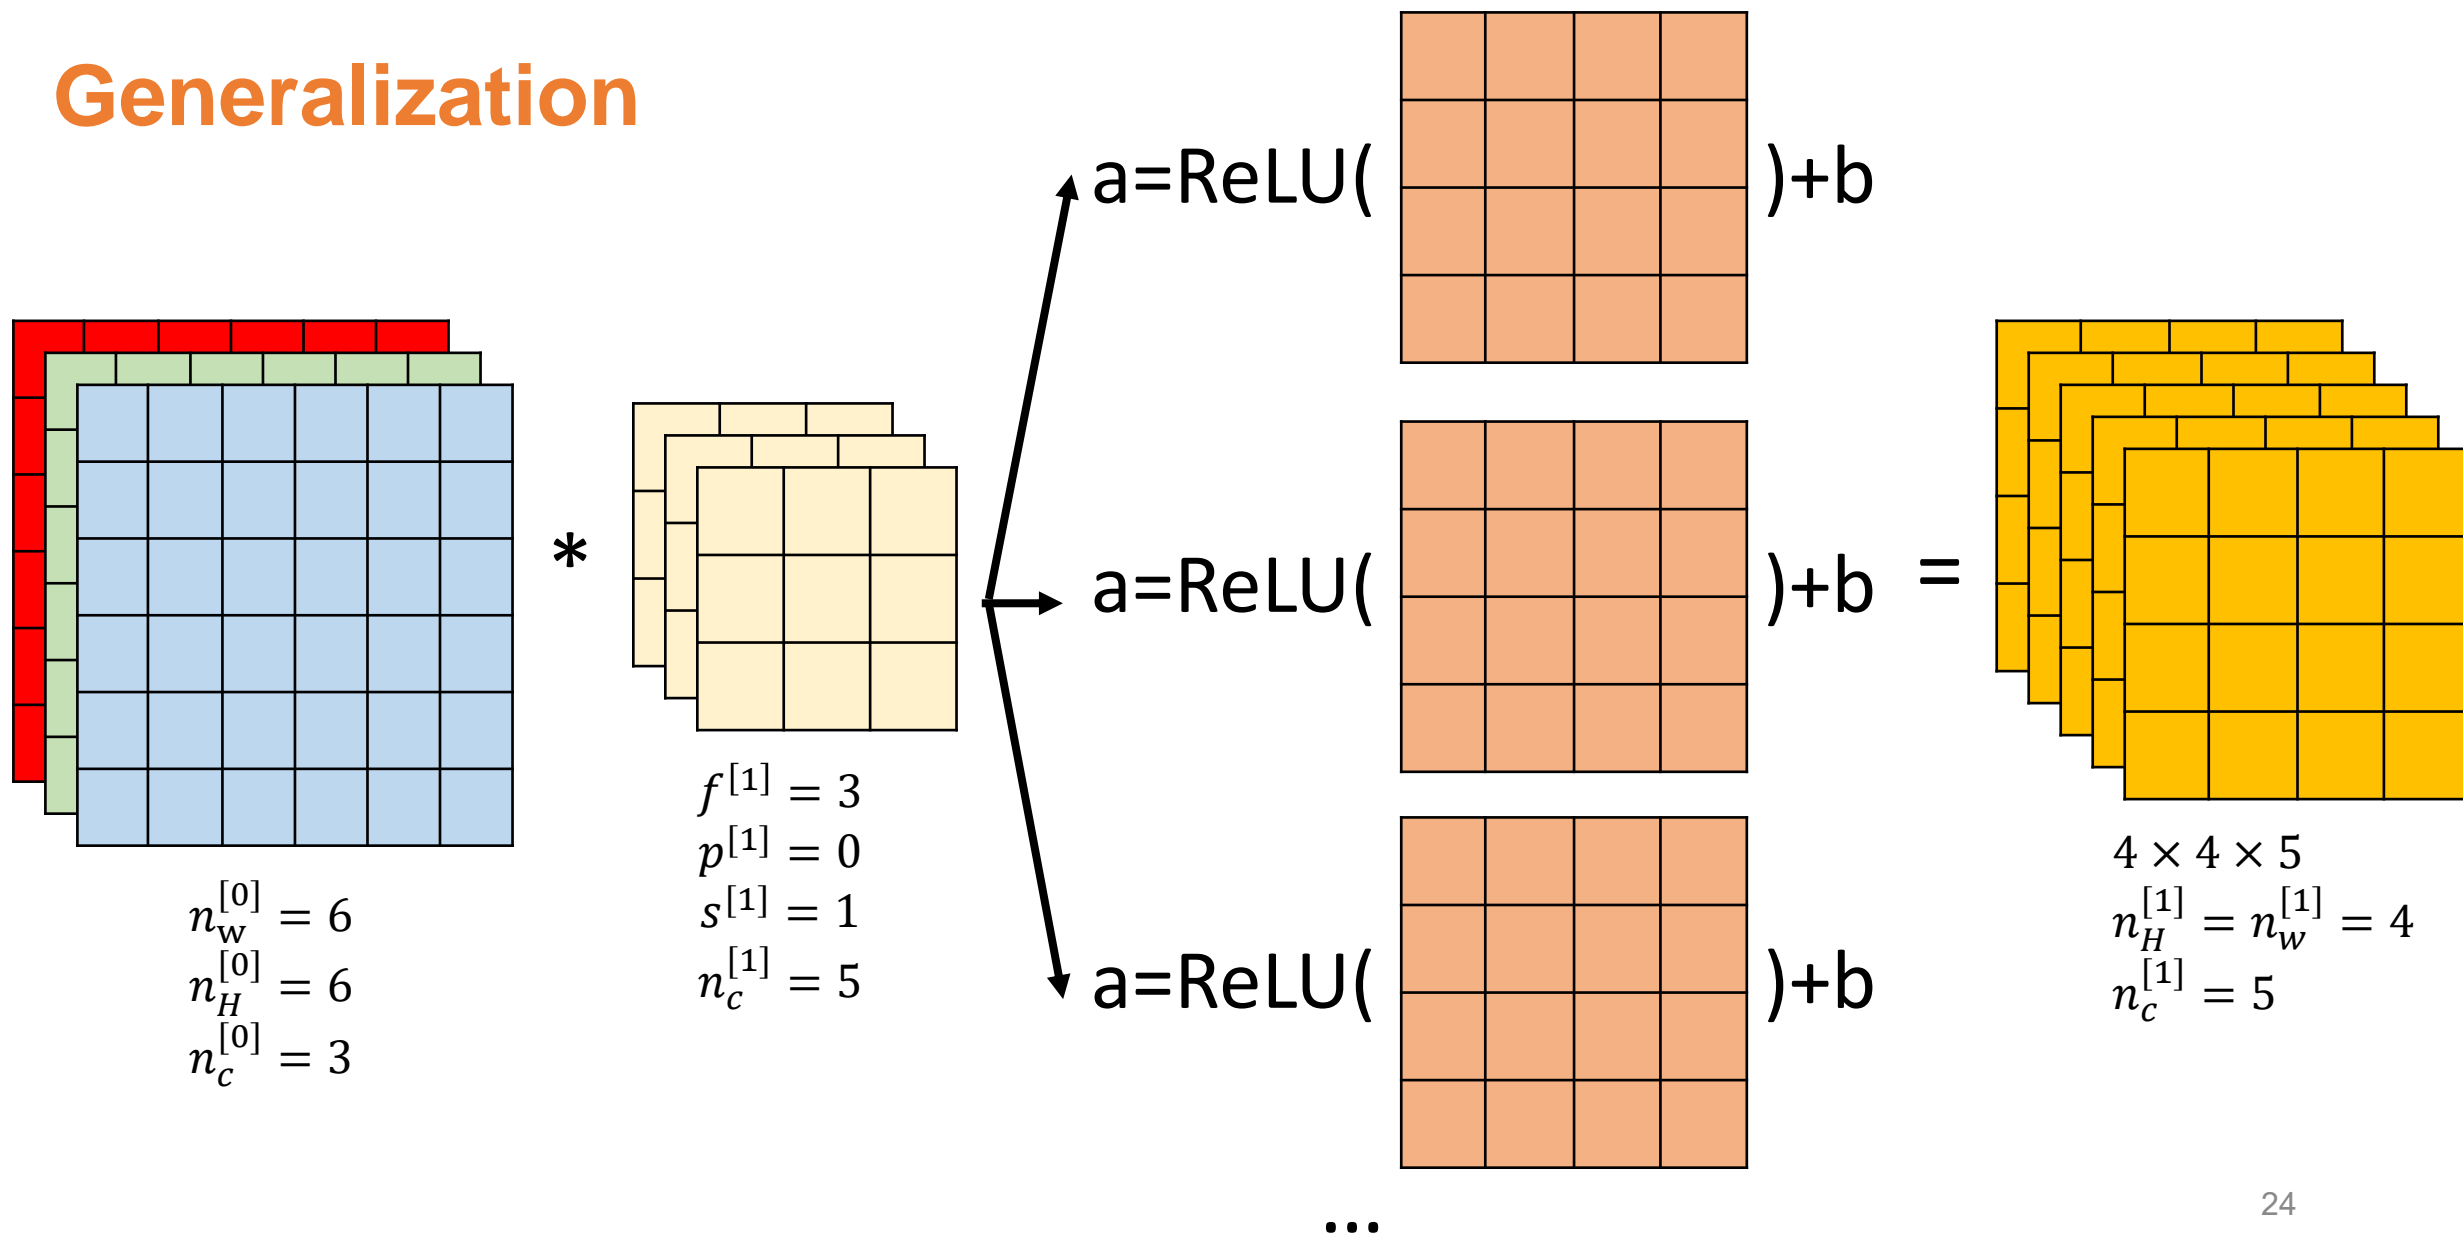 Generalization
a=ReLU( )+b
* a=ReLU( )+b =
a=ReLU( )+b
...
n_w^{[0]} = 6
n_H^{[0]} = 6
n_c^{[0]} = 3
f^{[1]} = 3
p^{[1]} = 0
s^{[1]} = 1
n_c^{[1]} = 5
4 × 4 × 5
n_H^{[1]} = n_w^{[1]} = 4
n_c^{[1]} = 5
24